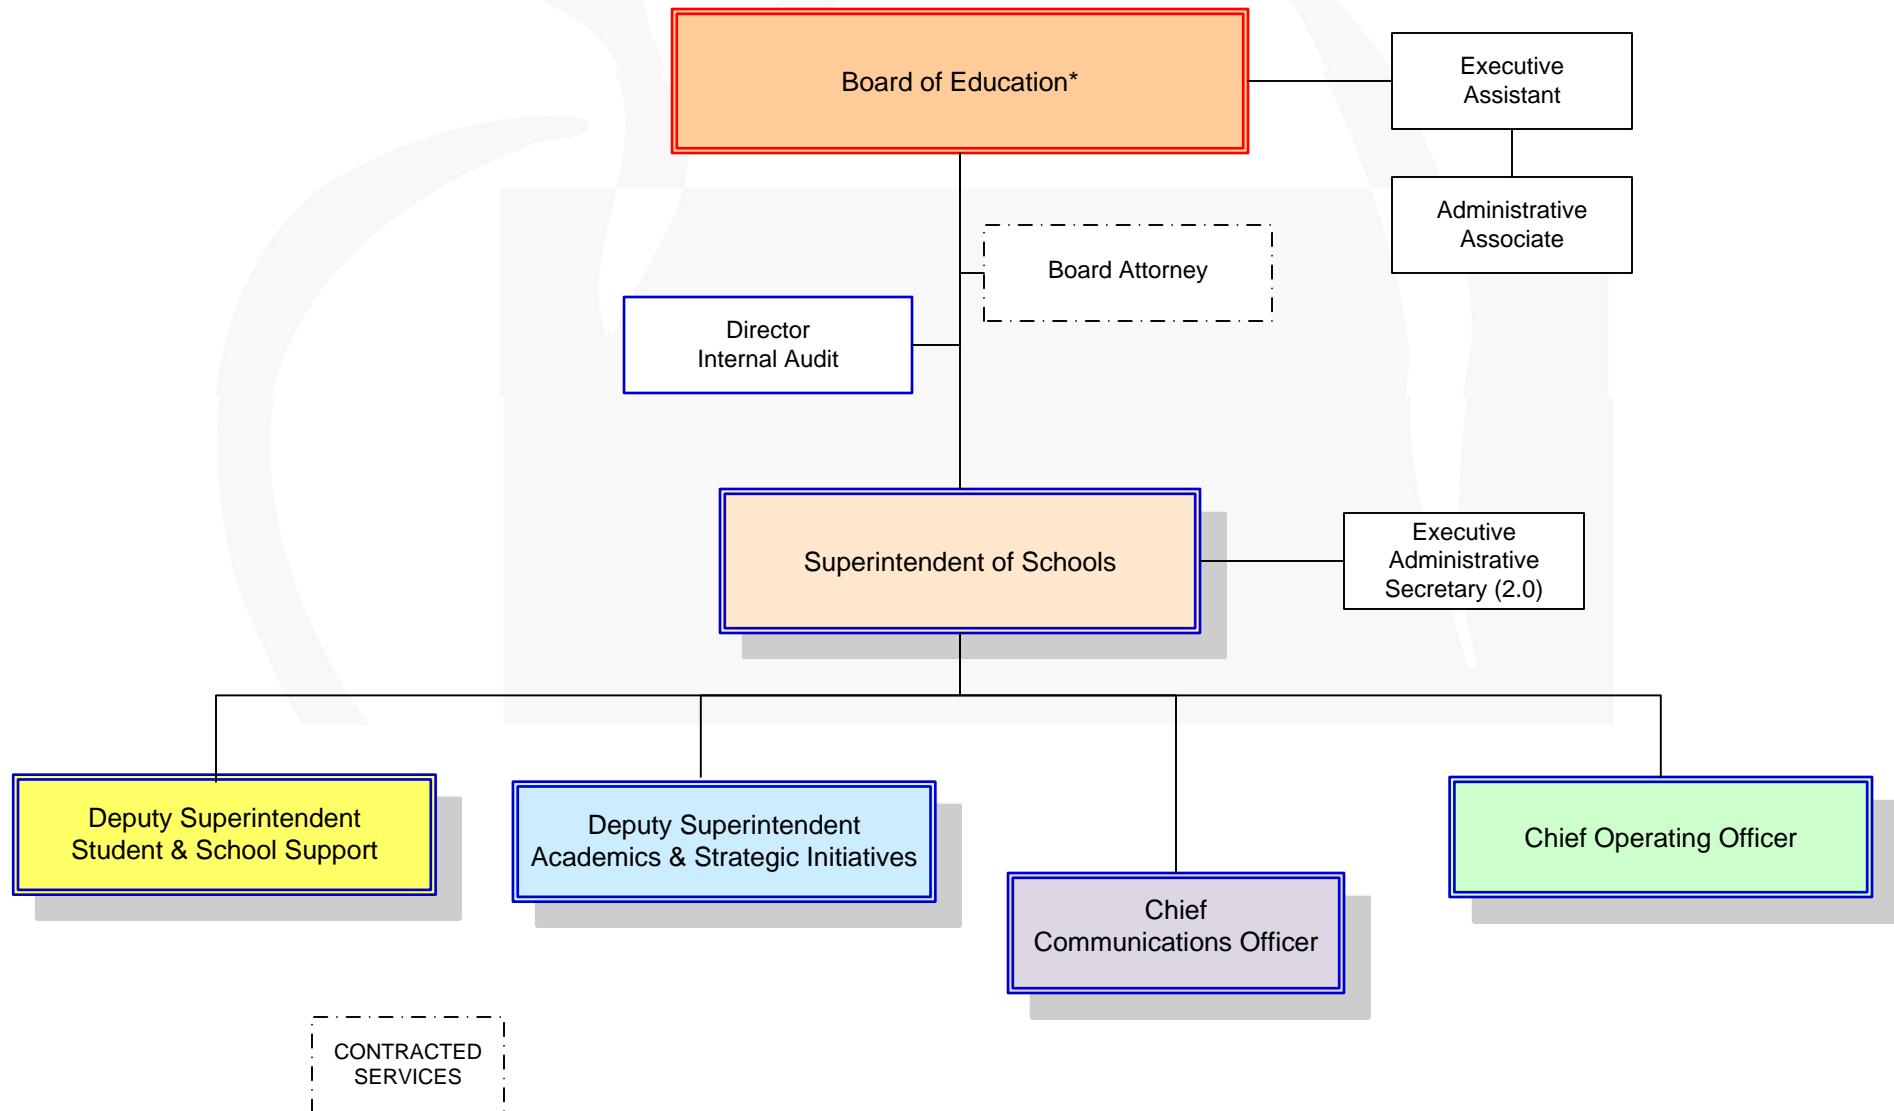 Board of Education*
Executive
Assistant
Administrative
Associate
Board Attorney
Director
Internal Audit
Superintendent of Schools
Executive
Administrative
Secretary (2.0)
Deputy Superintendent
Student & School Support
Deputy Superintendent
Academics & Strategic Initiatives
Chief
Communications Officer
Chief Operating Officer
CONTRACTED
SERVICES